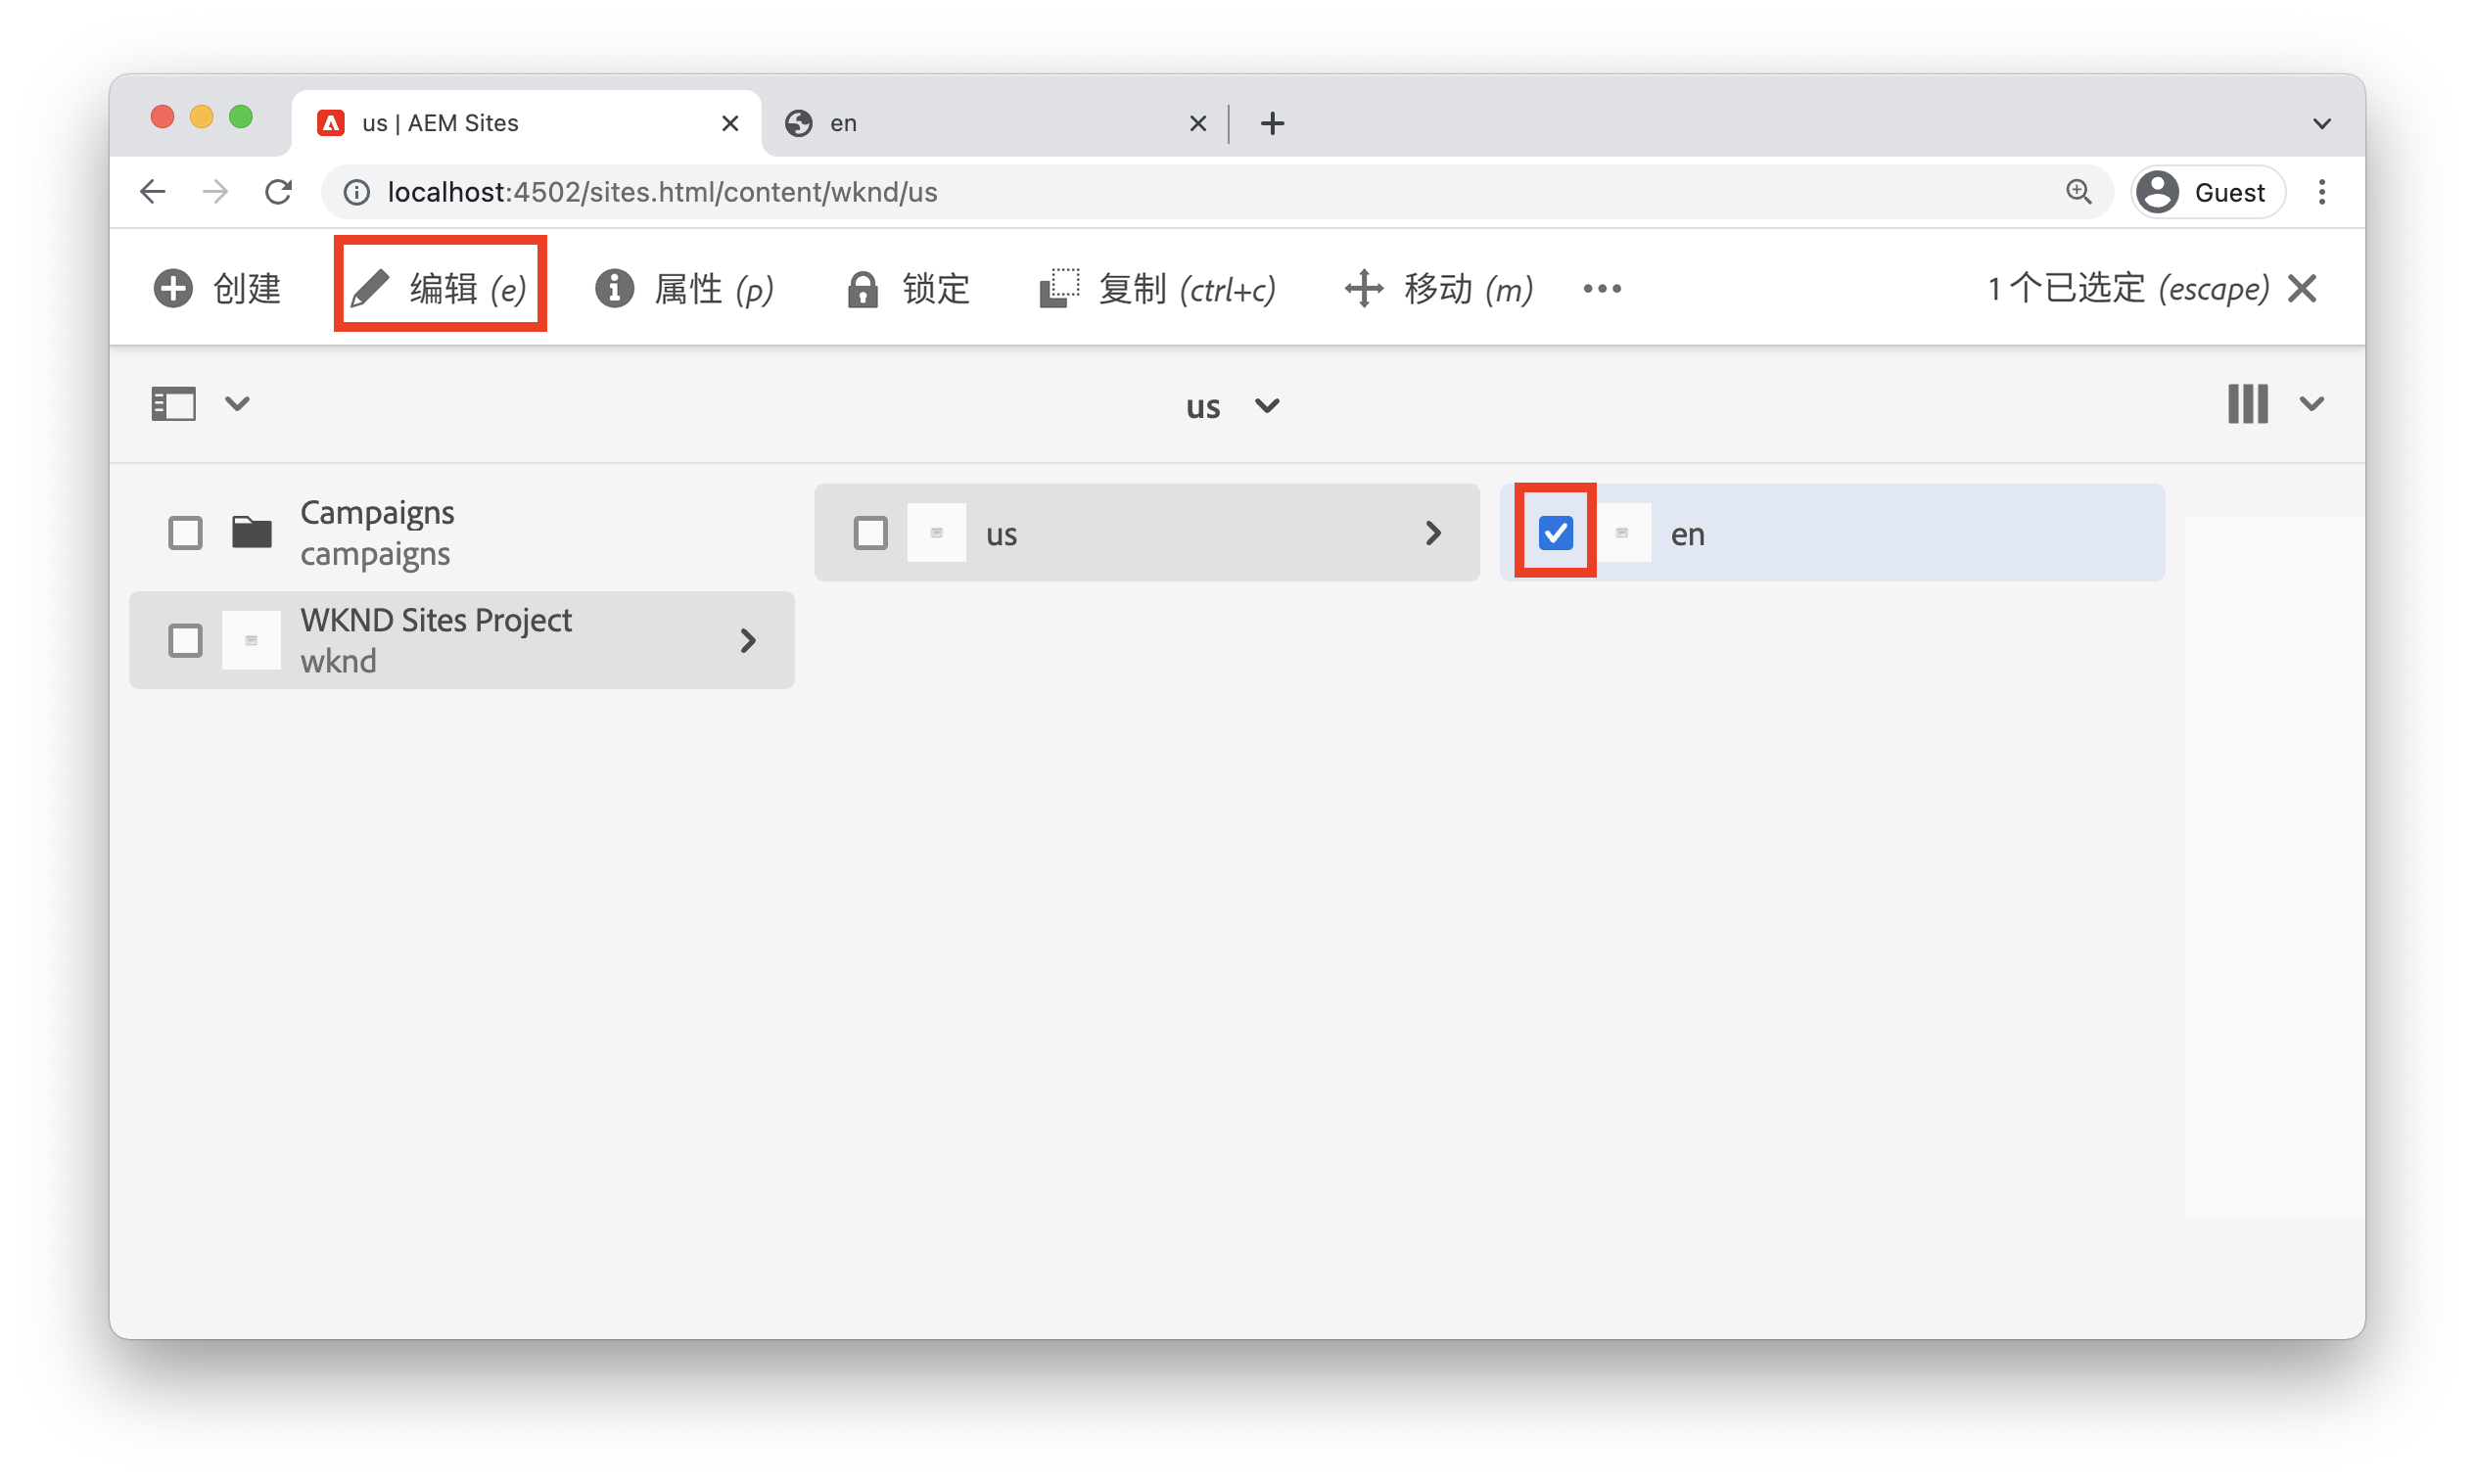 us | AEM Sites
en
localhost:4502/sites.html/content/wknd/us
Guest
创建
编辑 (e)
属性 (p)
锁定
复制 (ctrl+c)
移动 (m)
1 个已选定 (escape)
us
Campaigns
campaigns
WKND Sites Project
wknd
us
en